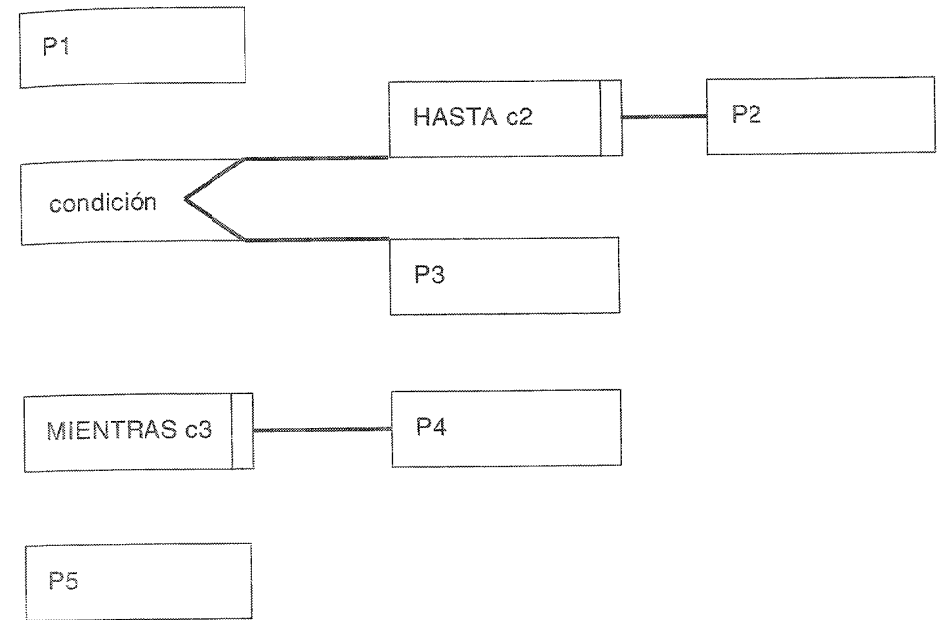 P1
HASTA c2
P2
condición
P3
MIENTRAS c3
P4
P5